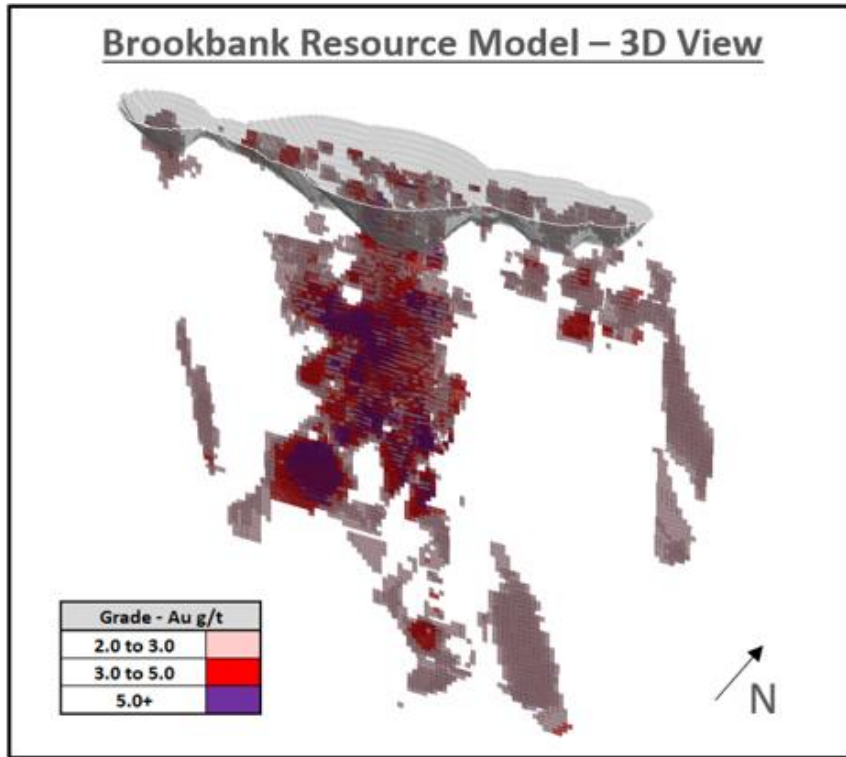 Brookbank Resource Model – 3D View
Grade - Au g/t
2.0 to 3.0
3.0 to 5.0
5.0+
N